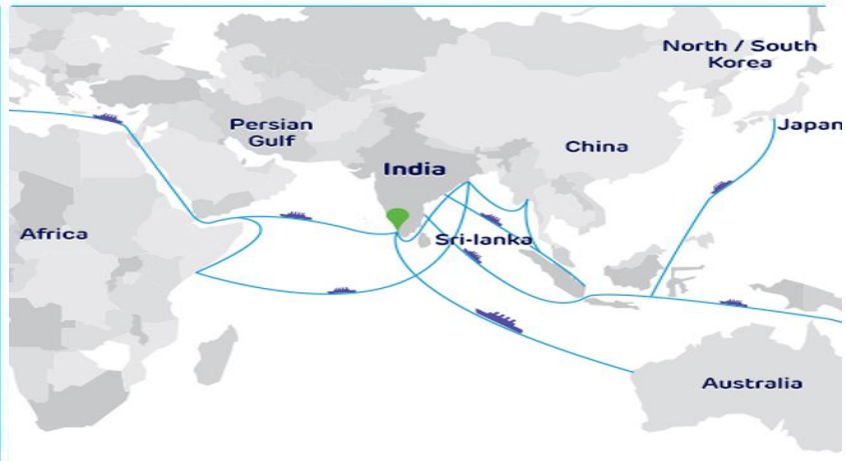 North / South
Korea
Persian
Gulf
Japan
China
India
Africa
Sri-lanka
Australia